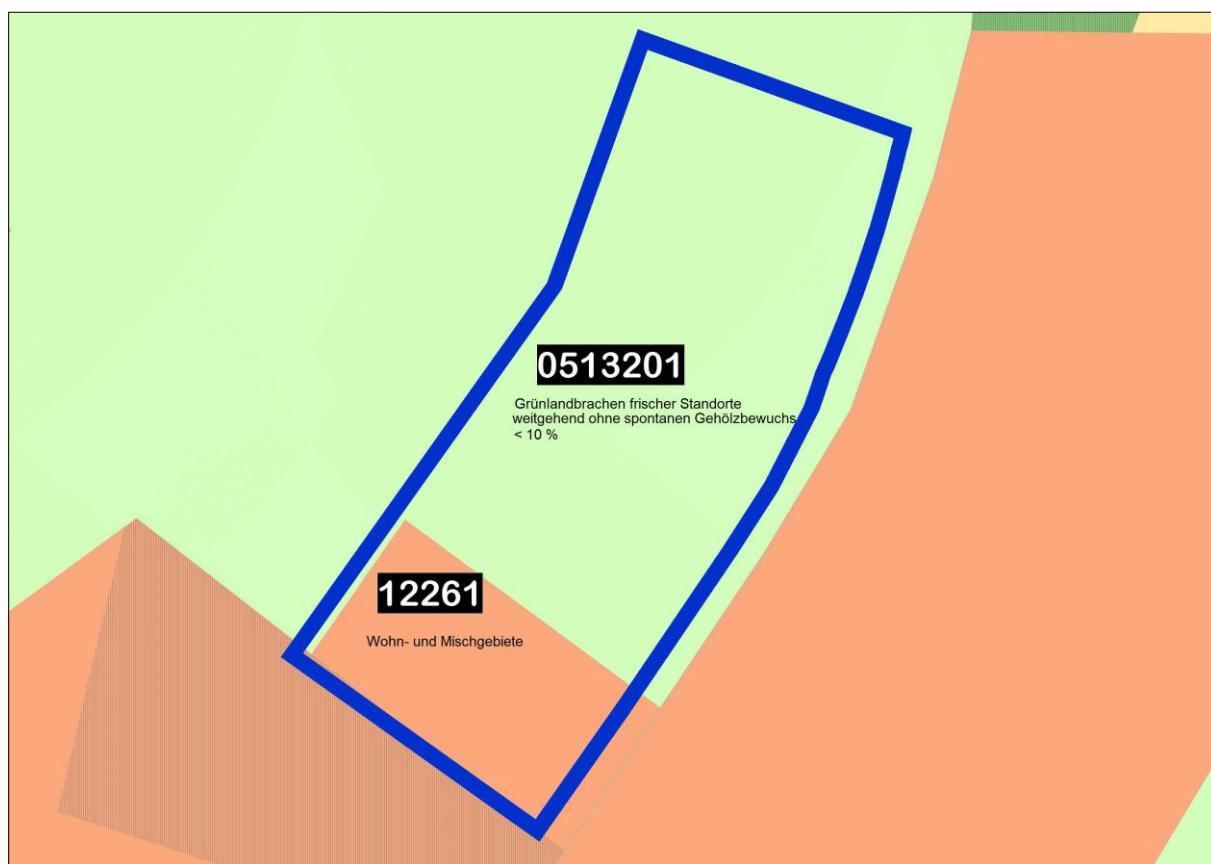 0513201
Grünlandbrachen frischer Standorte
weitgehend ohne spontanen Gehölzbewuchs
< 10 %
12261
Wohn- und Mischgebiete